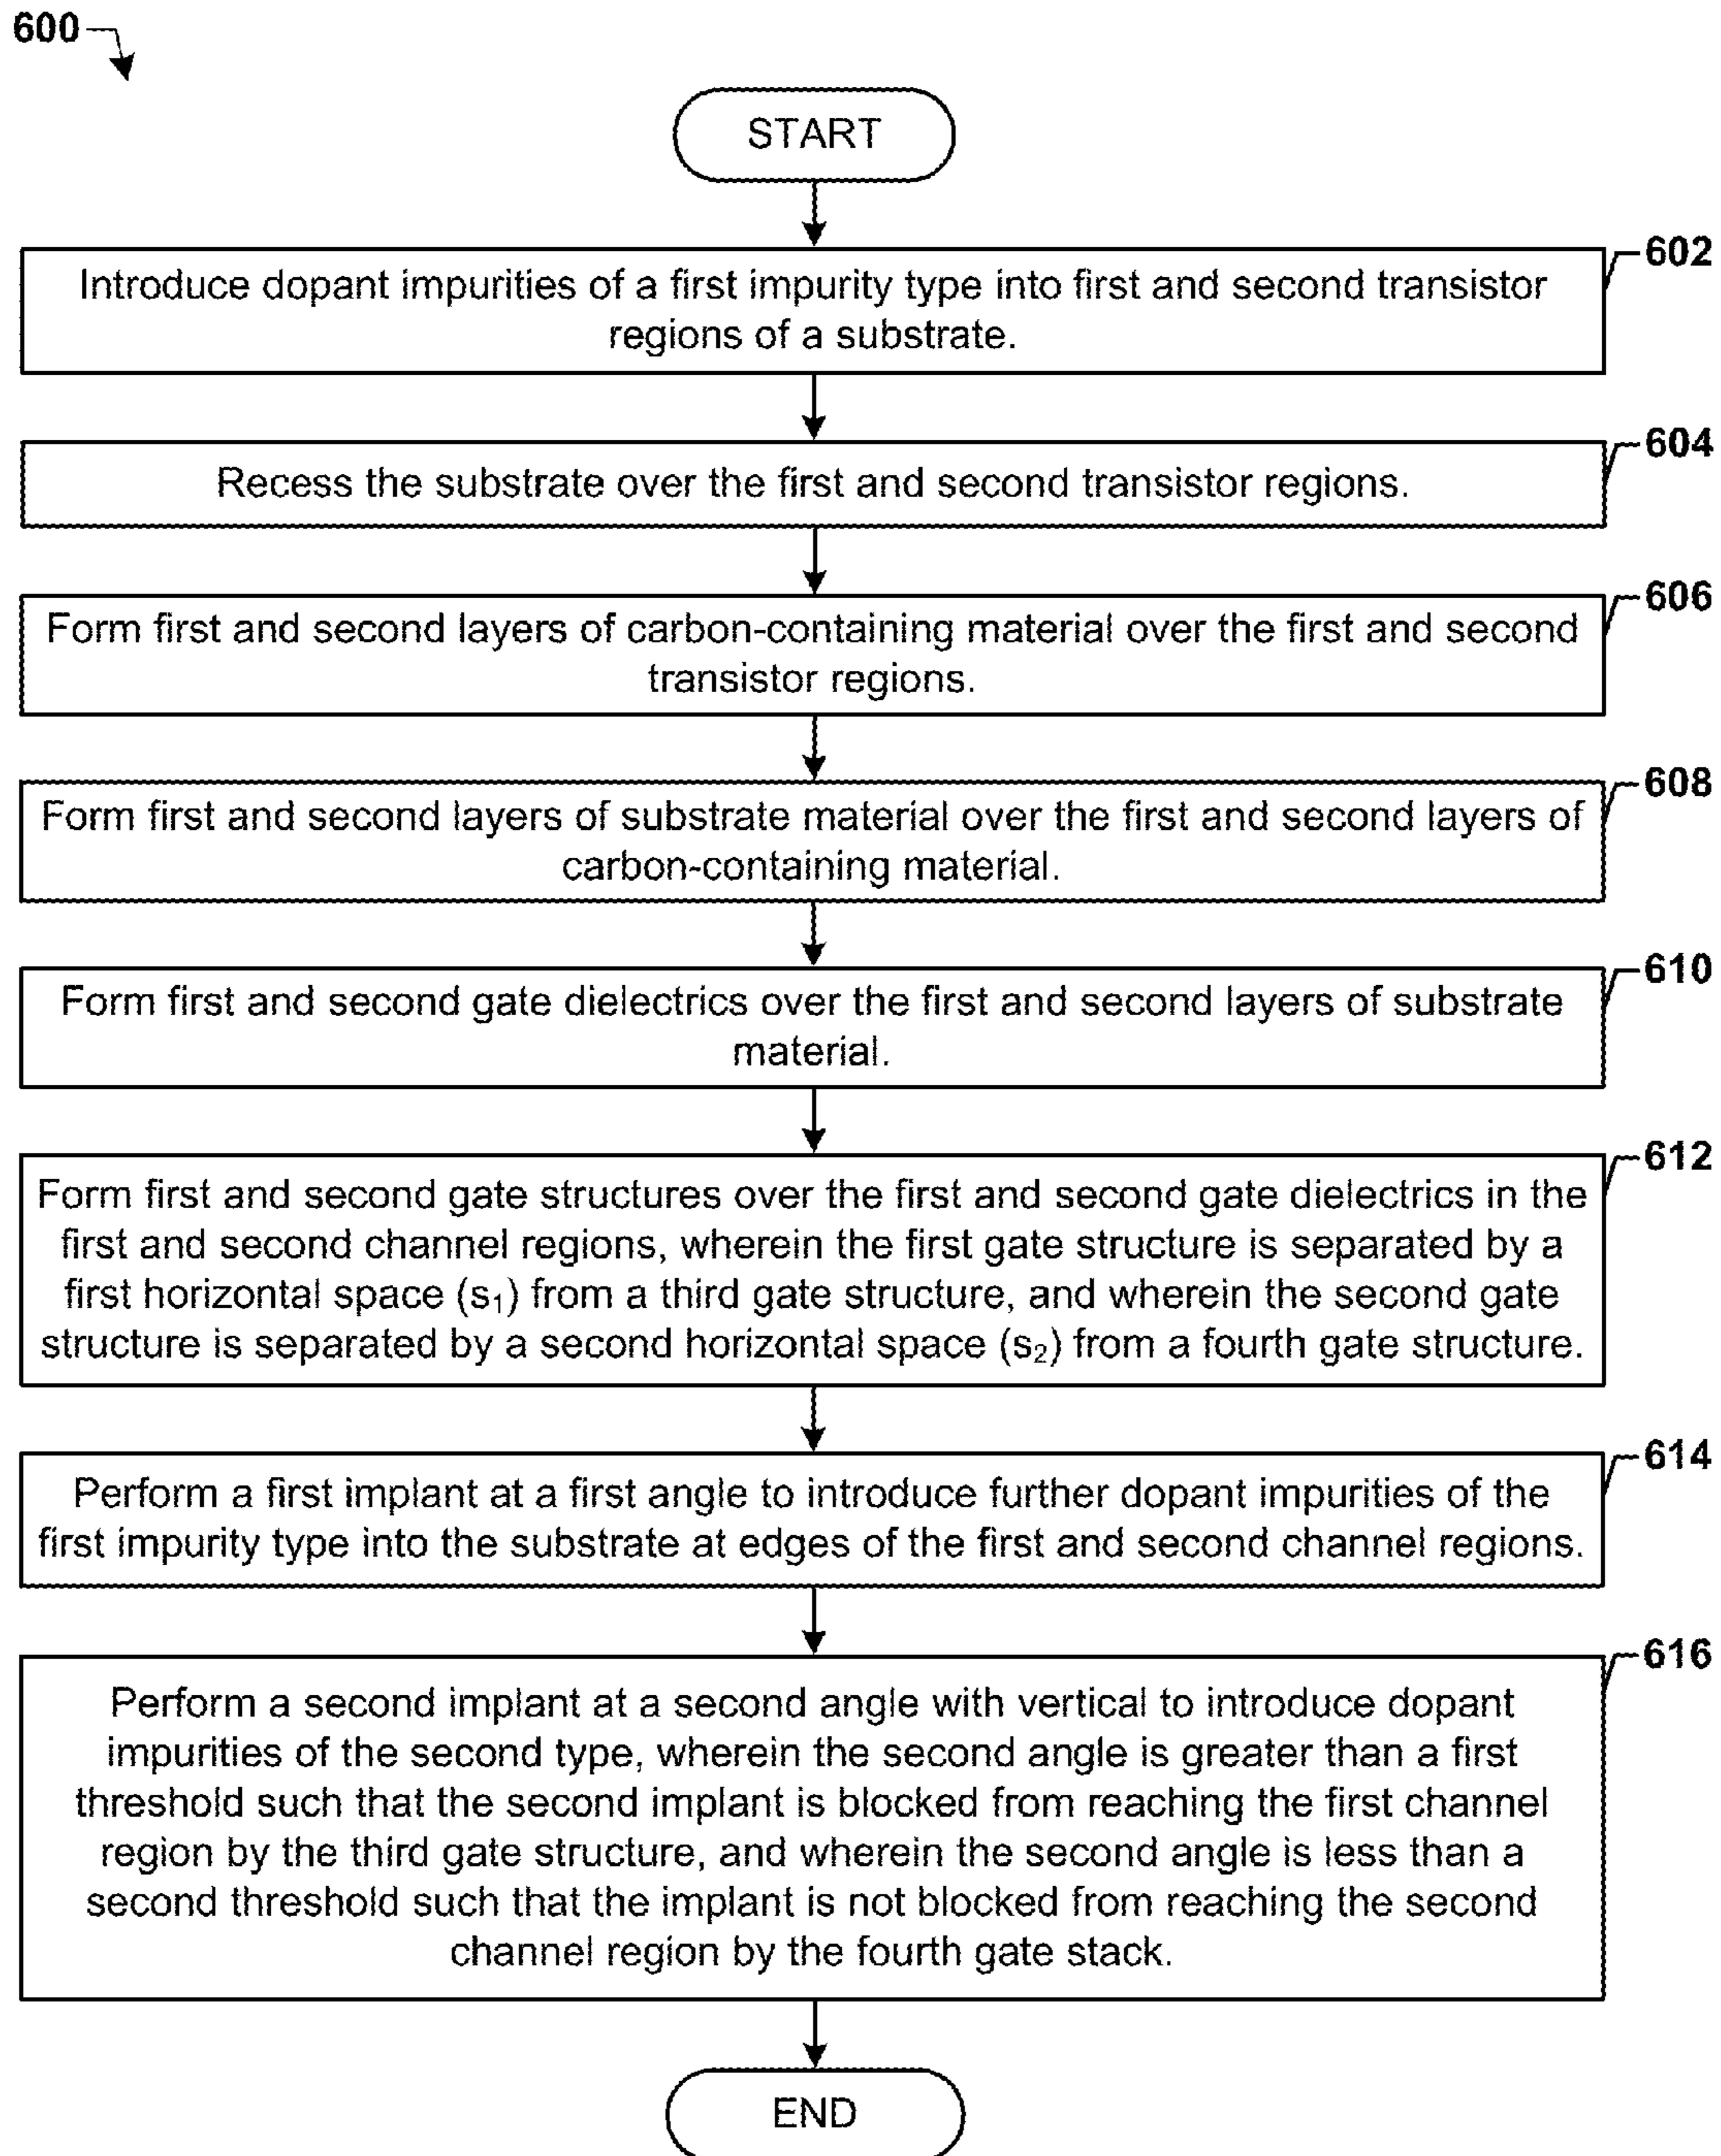 600
START
602
Introduce dopant impurities of a first impurity type into first and second transistor
regions of a substrate.
604
Recess the substrate over the first and second transistor regions.
606
Form first and second layers of carbon-containing material over the first and second
transistor regions.
608
Form first and second layers of substrate material over the first and second layers of
carbon-containing material.
610
Form first and second gate dielectrics over the first and second layers of substrate
material.
612
Form first and second gate structures over the first and second gate dielectrics in the
first and second channel regions, wherein the first gate structure is separated by a
first horizontal space (s₁) from a third gate structure, and wherein the second gate
structure is separated by a second horizontal space (s₂) from a fourth gate structure.
614
Perform a first implant at a first angle to introduce further dopant impurities of the
first impurity type into the substrate at edges of the first and second channel regions.
616
Perform a second implant at a second angle with vertical to introduce dopant
impurities of the second type, wherein the second angle is greater than a first
threshold such that the second implant is blocked from reaching the first channel
region by the third gate structure, and wherein the second angle is less than a
second threshold such that the implant is not blocked from reaching the second
channel region by the fourth gate stack.
END